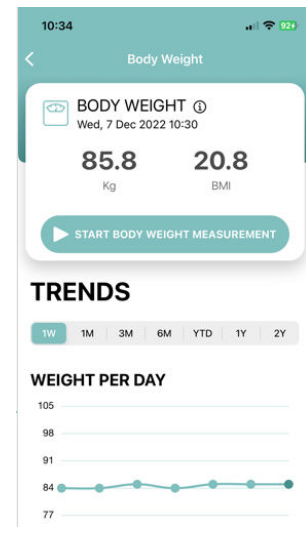 10:34
92
Body Weight
BODY WEIGHT
Wed, 7 Dec 2022 10:30
85.8 20.8
Kg BMI
START BODY WEIGHT MEASUREMENT
TRENDS
1W 1M 3M 6M YTD 1Y 2Y
WEIGHT PER DAY
105
98
91
84
77